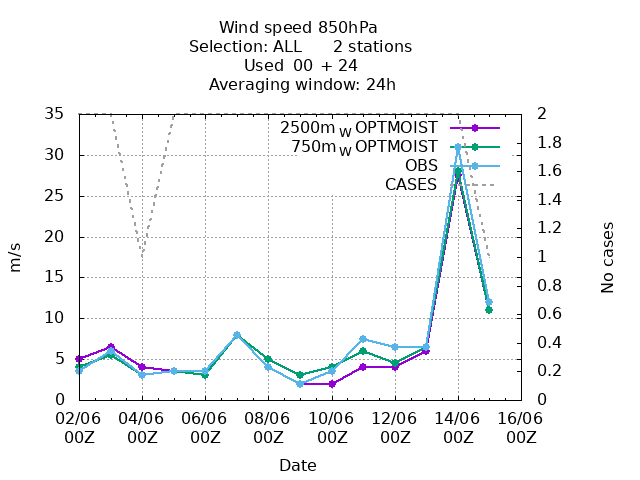 Wind speed 850hPa
Selection: ALL 2 stations
Used 00 + 24
Averaging window: 24h
35 2
30 1.8
25 1.6
20 1.4
15 1.2
10 1
5 0.8
0 0.6
0.4
0.2
0
2500m W OPTMOIST
750m W OPTMOIST
OBS
CASES
m/s
No cases
02/06 04/06 06/06 08/06 10/06 12/06 14/06 16/06
00Z 00Z 00Z 00Z 00Z 00Z 00Z 00Z
Date